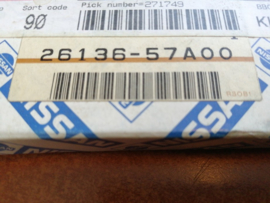 Sort code Pick number=271749
90
26136-57A00
NISSAN
NISSAN